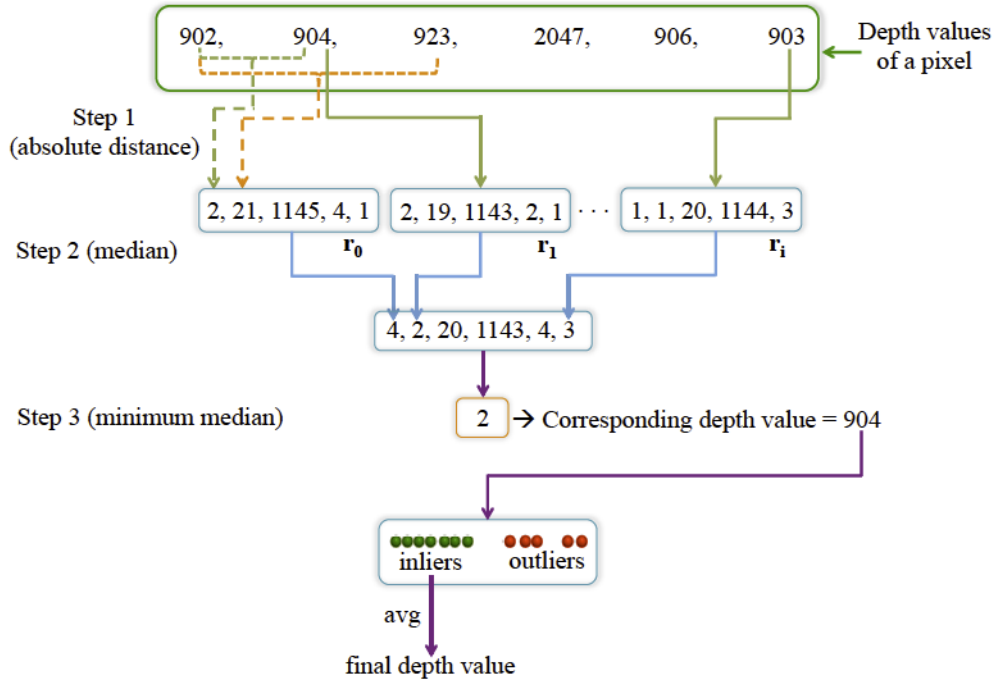 902, 904, 923, 2047, 906, 903
Depth values
of a pixel
Step 1
(absolute distance)
2, 21, 1145, 4, 1
2, 19, 1143, 2, 1
· · ·
1, 1, 20, 1144, 3
Step 2 (median)
r0
r1
ri
4, 2, 20, 1143, 4, 3
Step 3 (minimum median)
2 → Corresponding depth value = 904
inliers
outliers
avg
final depth value